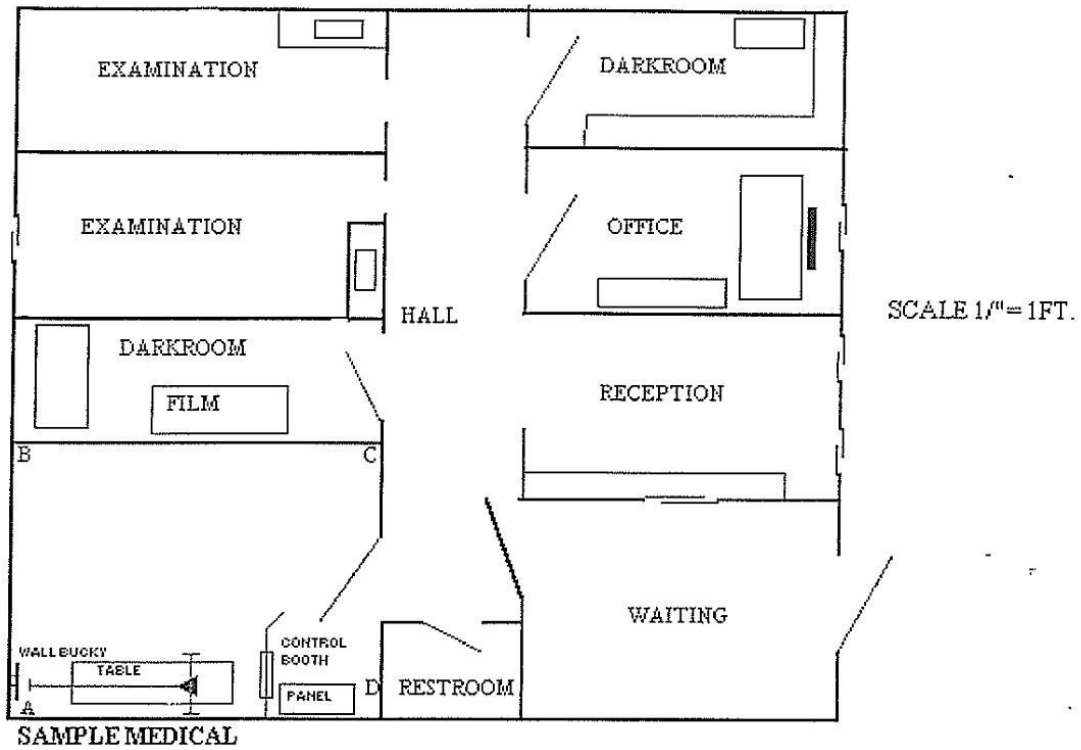 EXAMINATION
DARKROOM
EXAMINATION
OFFICE
HALL
SCALE 1/"= 1FT.
DARKROOM
FILM
RECEPTION
B
C
WAITING
WALL BUCKY
TABLE
CONTROL
BOOTH
PANEL
D
RESTROOM
A
SAMPLE MEDICAL